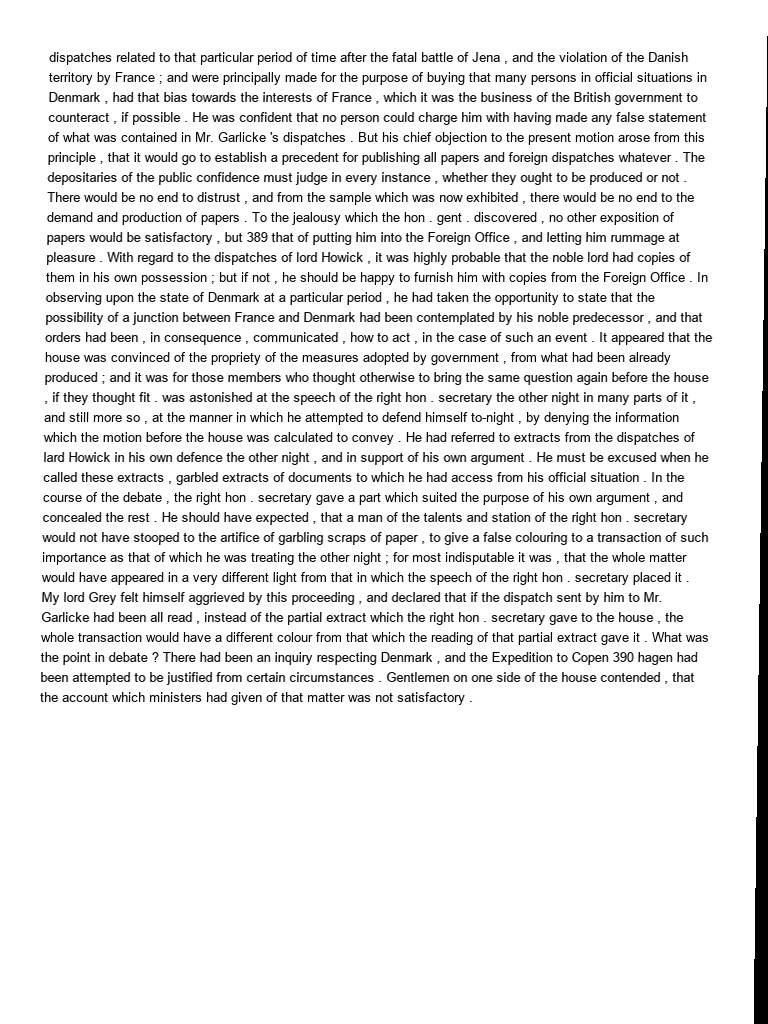 dispatches related to that particular period of time after the fatal battle of Jena , and the violation of the Danish
territory by France ; and were principally made for the purpose of buying that many persons in official situations in
Denmark , had that bias towards the interests of France , which it was the business of the British government to
counteract , if possible . He was confident that no person could charge him with having made any false statement
of what was contained in Mr. Garlicke 's dispatches . But his chief objection to the present motion arose from this
principle , that it would go to establish a precedent for publishing all papers and foreign dispatches whatever . The
depositaries of the public confidence must judge in every instance , whether they ought to be produced or not .
There would be no end to distrust , and from the sample which was now exhibited , there would be no end to the
demand and production of papers . To the jealousy which the hon . gent . discovered , no other exposition of
papers would be satisfactory , but 389 that of putting him into the Foreign Office , and letting him rummage at
pleasure . With regard to the dispatches of lord Howick , it was highly probable that the noble lord had copies of
them in his own possession ; but if not , he should be happy to furnish him with copies from the Foreign Office . In
observing upon the state of Denmark at a particular period , he had taken the opportunity to state that the
possibility of a junction between France and Denmark had been contemplated by his noble predecessor , and that
orders had been , in consequence , communicated , how to act , in the case of such an event . It appeared that the
house was convinced of the propriety of the measures adopted by government , from what had been already
produced ; and it was for those members who thought otherwise to bring the same question again before the house
, if they thought fit . was astonished at the speech of the right hon . secretary the other night in many parts of it ,
and still more so , at the manner in which he attempted to defend himself to-night , by denying the information
which the motion before the house was calculated to convey . He had referred to extracts from the dispatches of
lard Howick in his own defence the other night , and in support of his own argument . He must be excused when he
called these extracts , garbled extracts of documents to which he had access from his official situation . In the
course of the debate , the right hon . secretary gave a part which suited the purpose of his own argument , and
concealed the rest . He should have expected , that a man of the talents and station of the right hon . secretary
would not have stooped to the artifice of garbling scraps of paper , to give a false colouring to a transaction of such
importance as that of which he was treating the other night ; for most indisputable it was , that the whole matter
would have appeared in a very different light from that in which the speech of the right hon . secretary placed it .
My lord Grey felt himself aggrieved by this proceeding , and declared that if the dispatch sent by him to Mr.
Garlicke had been all read , instead of the partial extract which the right hon . secretary gave to the house , the
whole transaction would have a different colour from that which the reading of that partial extract gave it . What was
the point in debate ? There had been an inquiry respecting Denmark , and the Expedition to Copen 390 hagen had
been attempted to be justified from certain circumstances . Gentlemen on one side of the house contended , that
the account which ministers had given of that matter was not satisfactory .